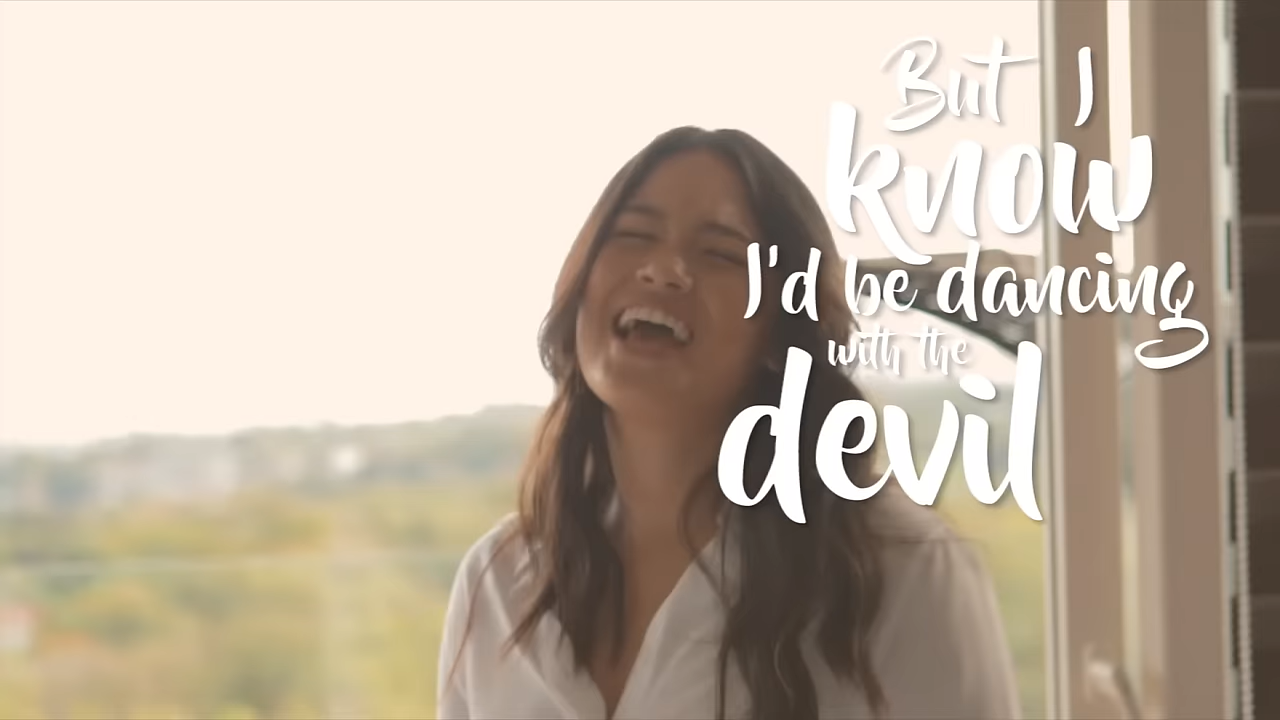 But I
know
I'd be dancing
with the
devil